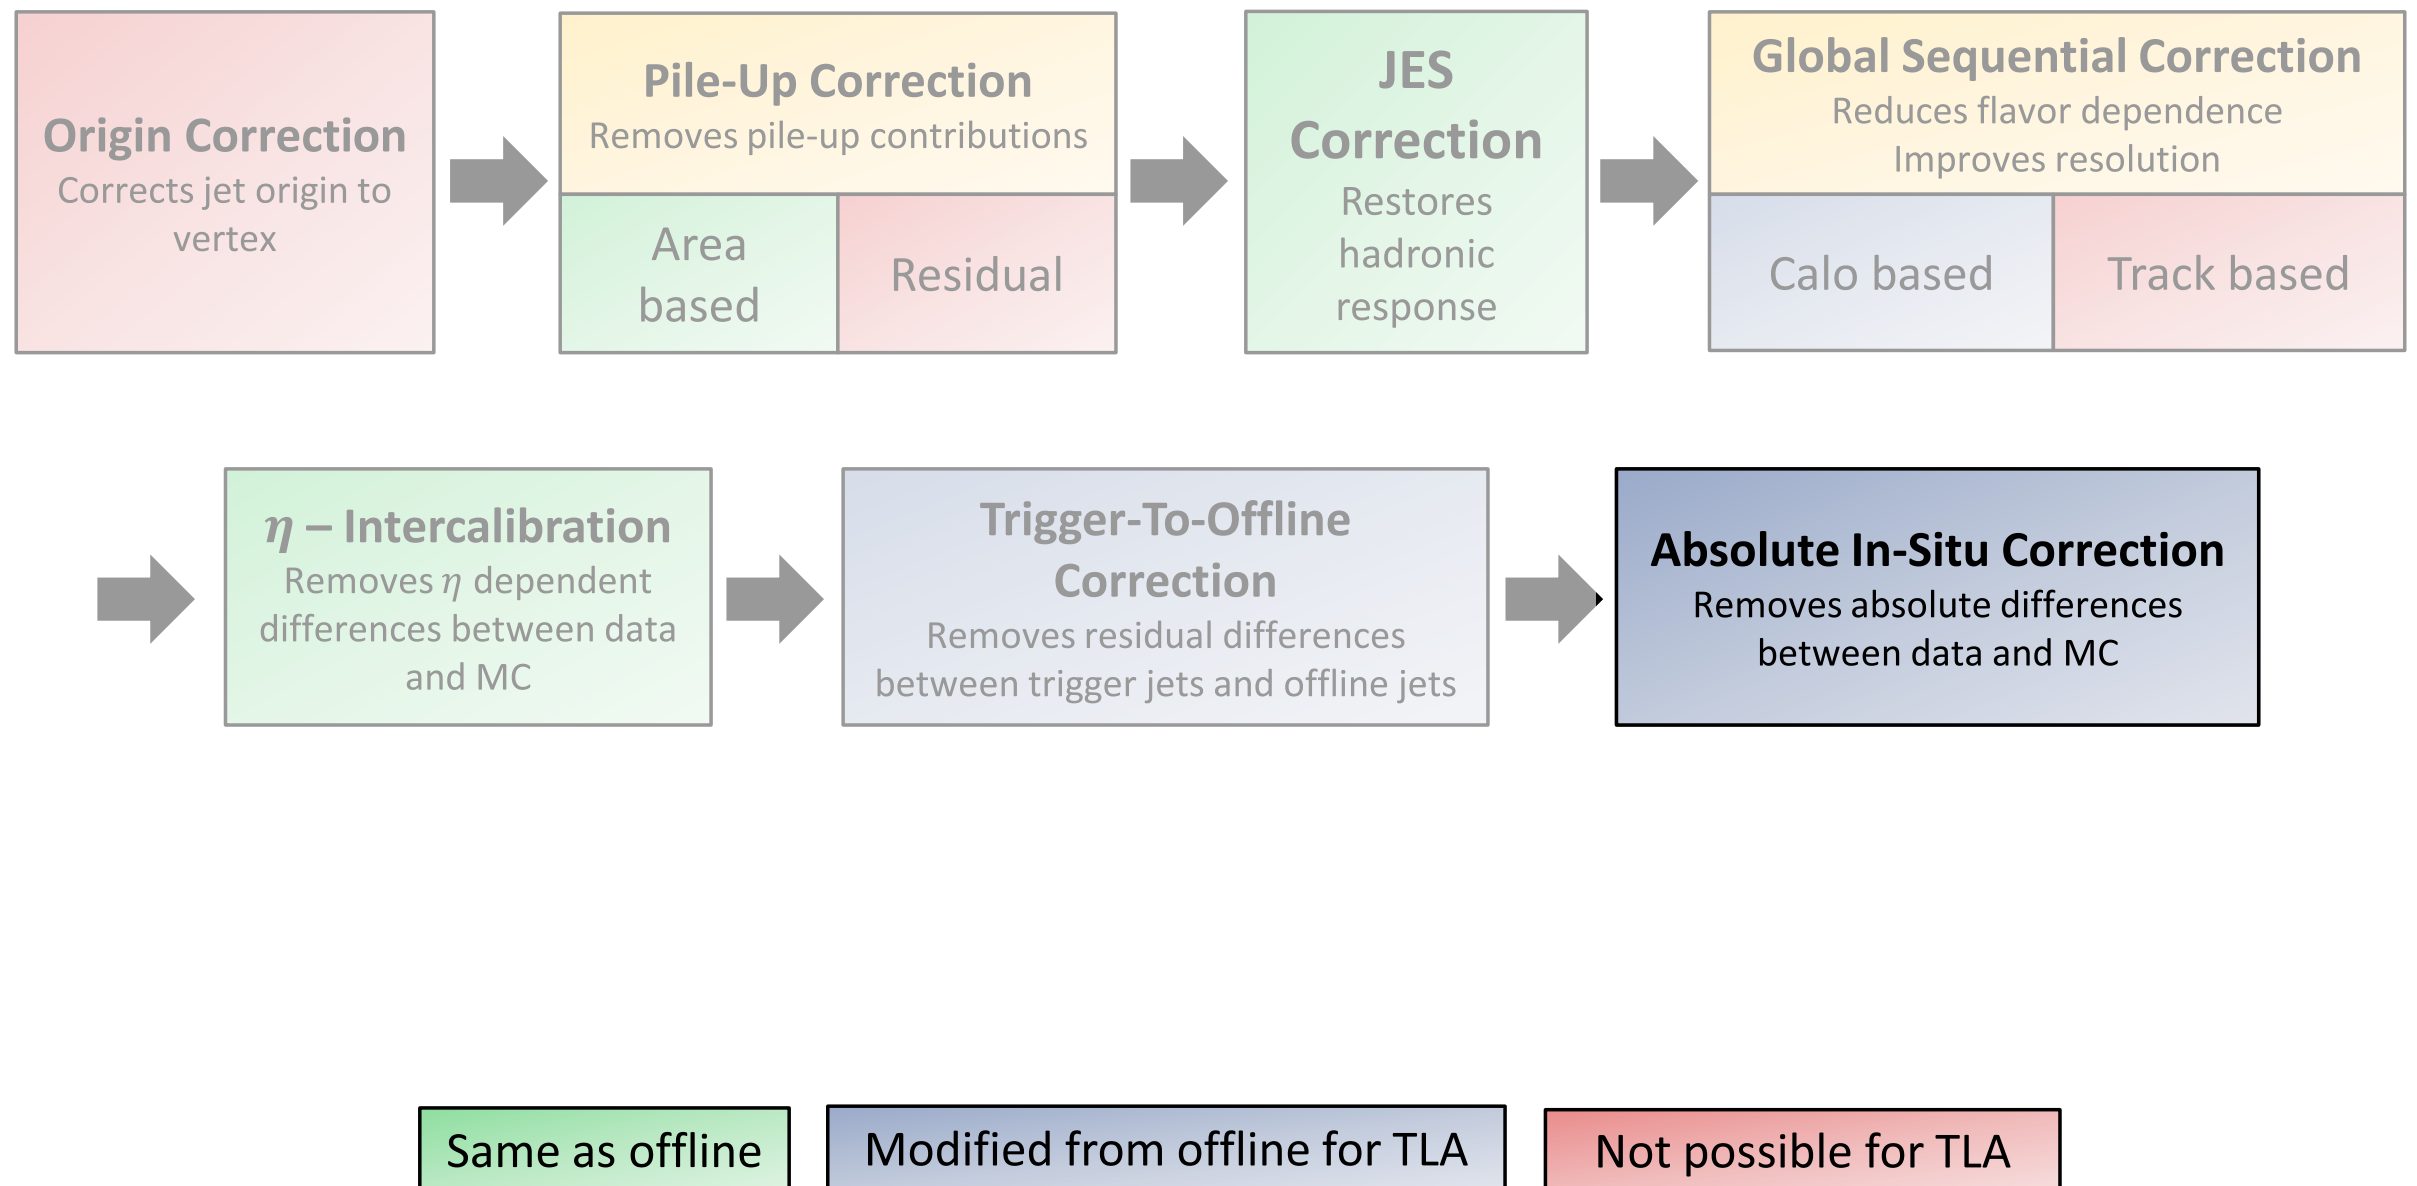 Origin Correction
Corrects jet origin to
vertex
Pile-Up Correction
Removes pile-up contributions
Area
based
Residual
JES
Correction
Restores
hadronic
response
Global Sequential Correction
Reduces flavor dependence
Improves resolution
Calo based
Track based
η – Intercalibration
Removes η dependent
differences between data
and MC
Trigger-To-Offline
Correction
Removes residual differences
between trigger jets and offline jets
Absolute In-Situ Correction
Removes absolute differences
between data and MC
Same as offline
Modified from offline for TLA
Not possible for TLA